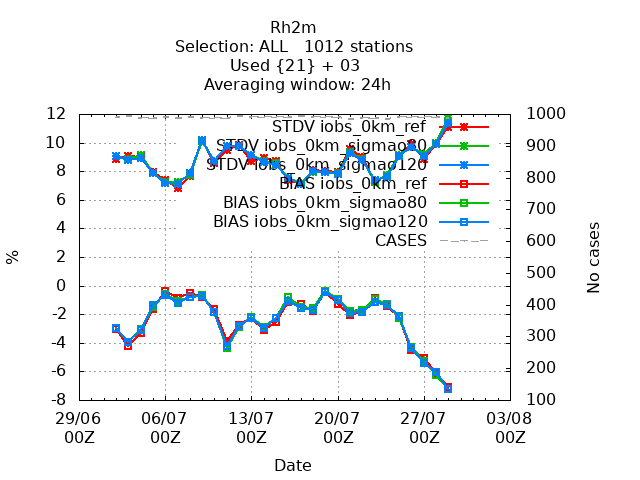 Rh2m
Selection: ALL   1012 stations
Used {21} + 03
Averaging window: 24h
12
10
8
6
4
2
0
-2
-4
-6
-8
%
1000
900
800
700
600
500
400
300
200
100
No cases
STDV iobs_0km_ref
STDV iobs_0km_sigmao80
STDV iobs_0km_sigmao120
BIAS iobs_0km_ref
BIAS iobs_0km_sigmao80
BIAS iobs_0km_sigmao120
CASES
29/06 06/07 13/07 20/07 27/07 03/08
00Z 00Z 00Z 00Z 00Z 00Z
Date